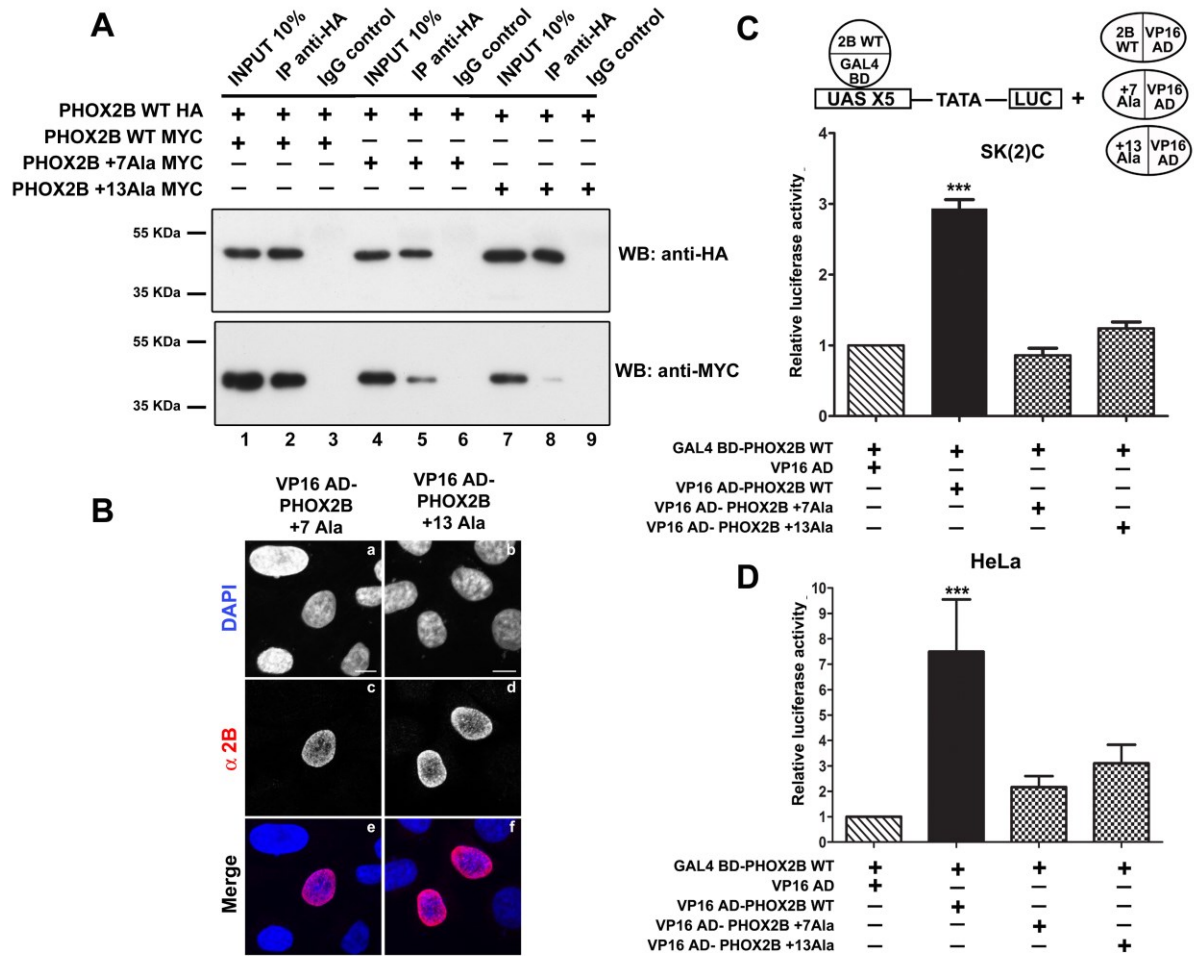 A
INPUT 10%
IP anti-HA
IgG control
INPUT 10%
IP anti-HA
IgG control
INPUT 10%
IP anti-HA
IgG control
PHOX2B WT HA + + + + + + + + +
PHOX2B WT MYC + + + — — — — — —
PHOX2B +7Ala MYC — — — + + + — — —
PHOX2B +13Ala MYC — — — — — — + + +
55 KDa
35 KDa
WB: anti-HA
55 KDa
35 KDa
WB: anti-MYC
1 2 3 4 5 6 7 8 9
B
VP16 AD-
PHOX2B
+7 Ala
VP16 AD-
PHOX2B
+13 Ala
DAPI
a
b
α 2B
c
d
Merge
e
f
C
2B WT
GAL4
BD
UAS X5 — TATA — LUC +
2B
WT
VP16
AD
+7
Ala
VP16
AD
+13
Ala
VP16
AD
SK(2)C
Relative luciferase activity
4
3
2
1
0
***
GAL4 BD-PHOX2B WT + + + +
VP16 AD + — — —
VP16 AD-PHOX2B WT — + — —
VP16 AD- PHOX2B +7Ala — — + —
VP16 AD- PHOX2B +13Ala — — — +
D
HeLa
Relative luciferase activity
10
9
8
7
6
5
4
3
2
1
0
***
GAL4 BD-PHOX2B WT + + + +
VP16 AD + — — —
VP16 AD-PHOX2B WT — + — —
VP16 AD- PHOX2B +7Ala — — + —
VP16 AD- PHOX2B +13Ala — — — +